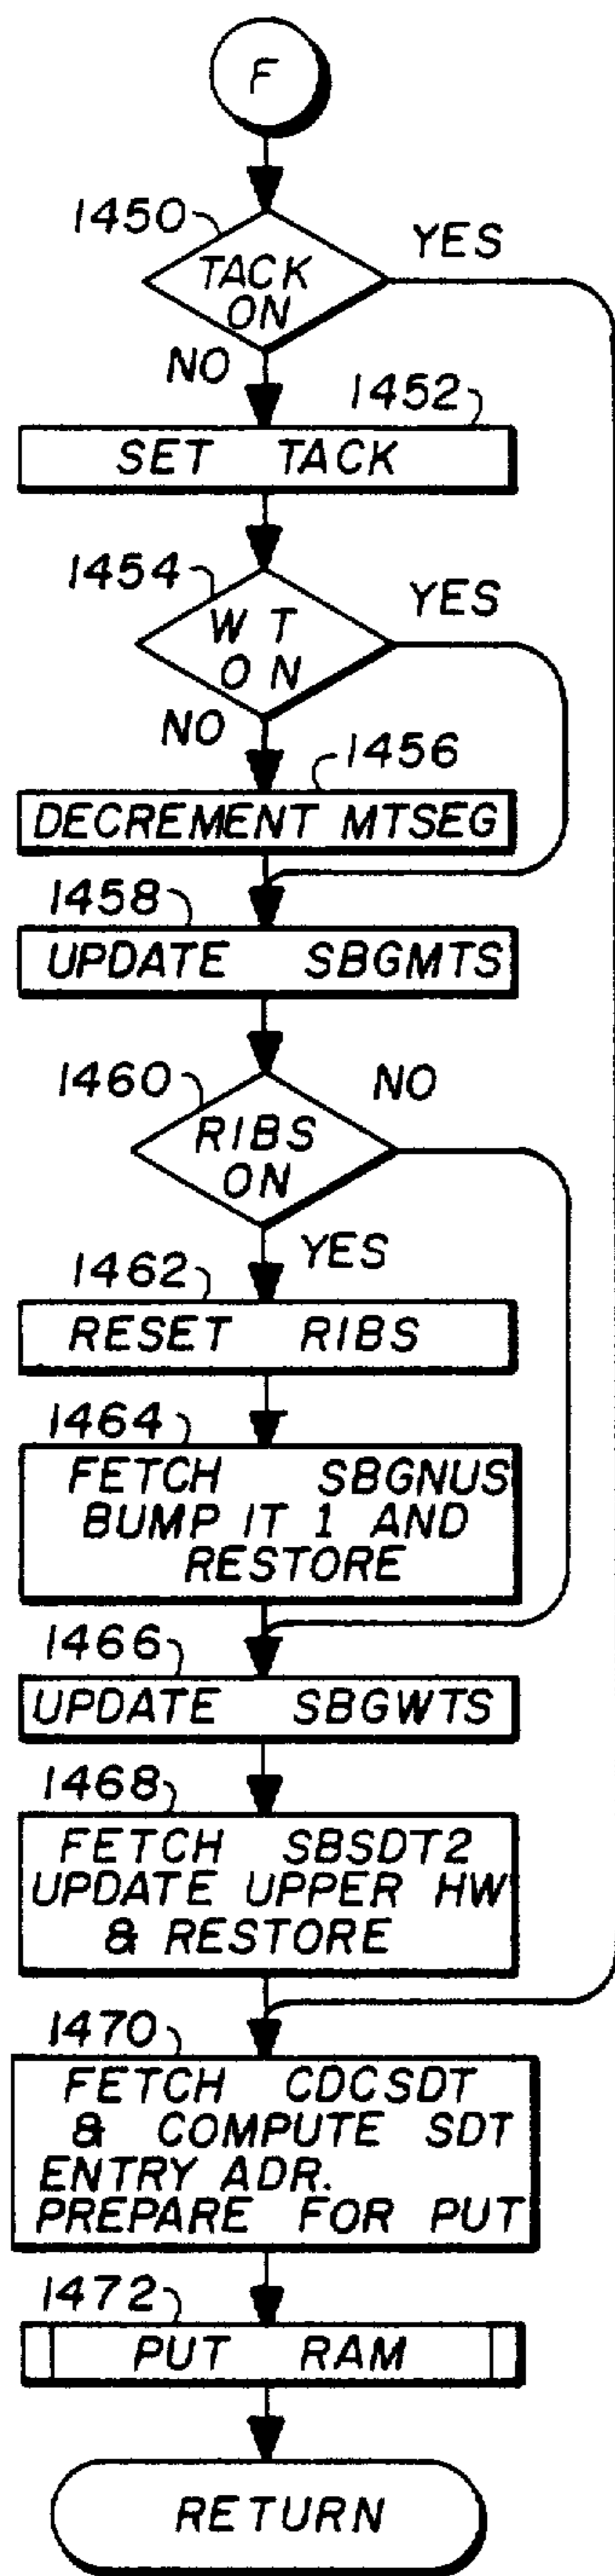 F
1450
YES
TACK
ON
NO
1452
SET TACK
1454
YES
WT
ON
NO
1456
DECREMENT MTSEG
1458
UPDATE SBGMTS
1460
NO
RIBS
ON
YES
1462
RESET RIBS
1464
FETCH SBGNUS
BUMP IT 1 AND
RESTORE
1466
UPDATE SBGWTS
1468
FETCH SBSDT2
UPDATE UPPER HW
& RESTORE
1470
FETCH CDCSDT
& COMPUTE SDT
ENTRY ADR.
PREPARE FOR PUT
1472
PUT RAM
RETURN